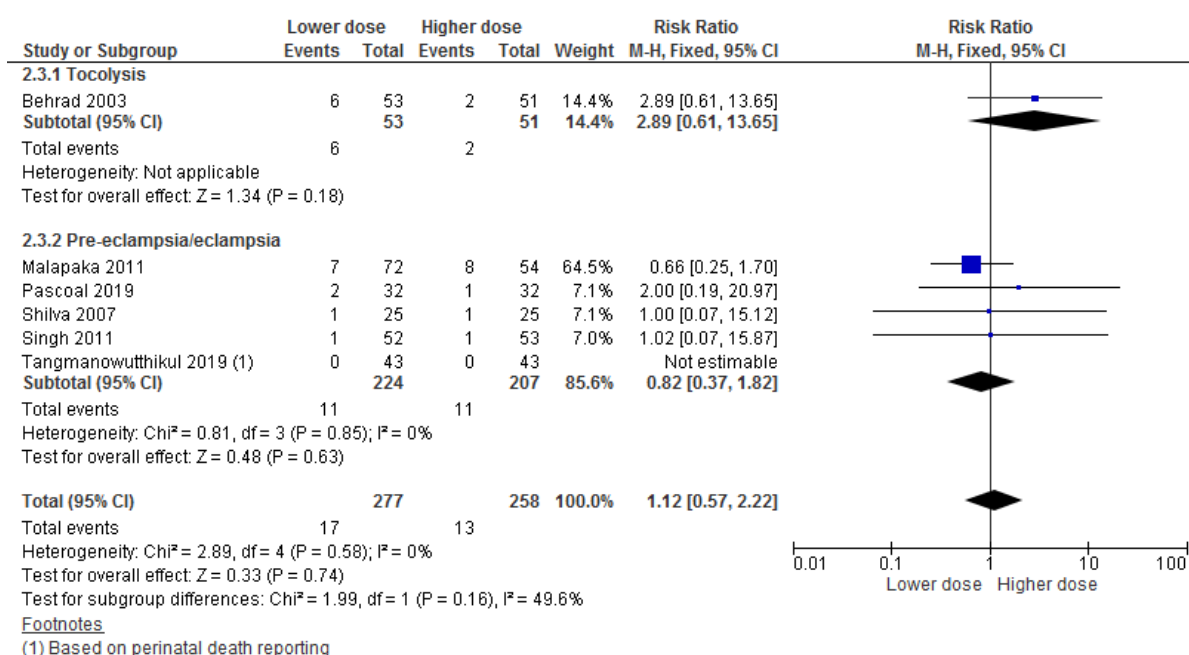 Lower dose Higher dose Risk Ratio Risk Ratio
Study or Subgroup Events Total Events Total Weight M-H, Fixed, 95% CI M-H, Fixed, 95% CI
2.3.1 Tocolysis
Behrad 2003 6 53 2 51 14.4% 2.89 [0.61, 13.65]
Subtotal (95% CI) 53 51 14.4% 2.89 [0.61, 13.65]
Total events 6 2
Heterogeneity: Not applicable
Test for overall effect: Z = 1.34 (P = 0.18)
2.3.2 Pre-eclampsia/eclampsia
Malapaka 2011 7 72 8 54 64.5% 0.66 [0.25, 1.70]
Pascoal 2019 2 32 1 32 7.1% 2.00 [0.19, 20.97]
Shilva 2007 1 25 1 25 7.1% 1.00 [0.07, 15.12]
Singh 2011 1 52 1 53 7.0% 1.02 [0.07, 15.87]
Tangmanowutthikul 2019 (1) 0 43 0 43 Not estimable
Subtotal (95% CI) 224 207 85.6% 0.82 [0.37, 1.82]
Total events 11 11
Heterogeneity: Chi² = 0.81, df = 3 (P = 0.85); I² = 0%
Test for overall effect: Z = 0.48 (P = 0.63)
Total (95% CI) 277 258 100.0% 1.12 [0.57, 2.22]
Total events 17 13
Heterogeneity: Chi² = 2.89, df = 4 (P = 0.58); I² = 0%
Test for overall effect: Z = 0.33 (P = 0.74)
Test for subgroup differences: Chi² = 1.99, df = 1 (P = 0.16), I² = 49.6%
0.01 0.1 1 10 100
Lower dose Higher dose
Footnotes
(1) Based on perinatal death reporting